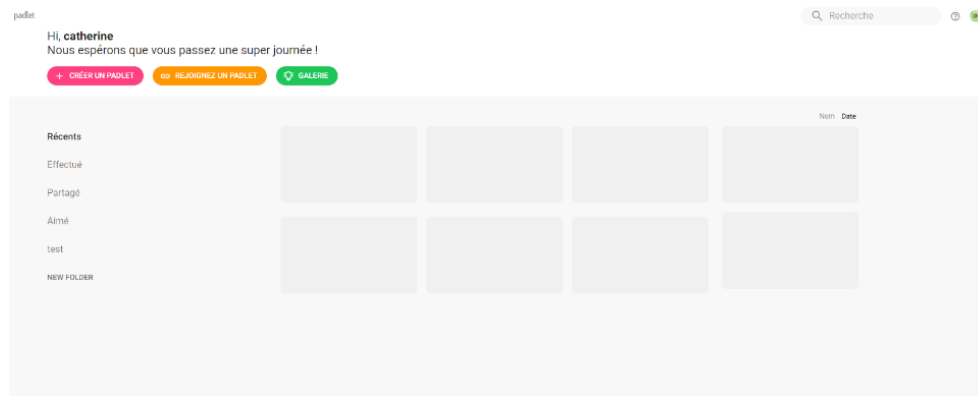 padlet
Recherche
Hi, catherine
Nous espérons que vous passez une super journée !
+ CRÉER UN PADLET
REJOIGNEZ UN PADLET
GALERIE
Nom Date
Récents
Effectué
Partagé
Aimé
test
NEW FOLDER